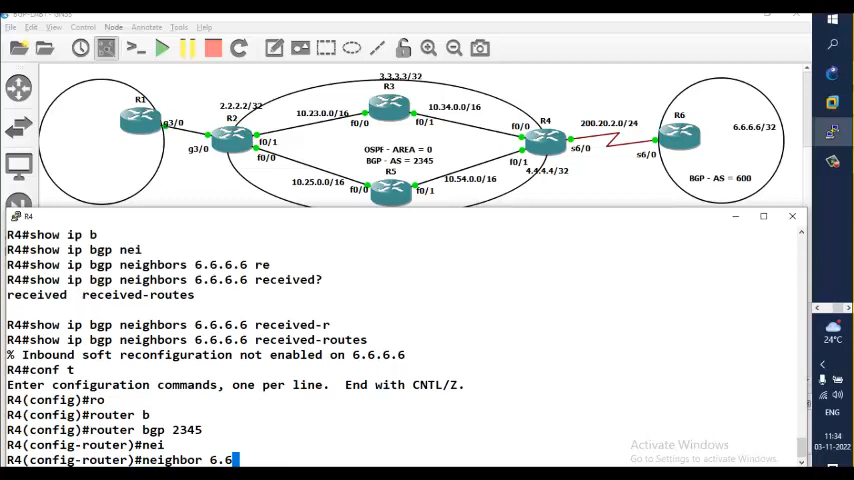 BGP-LAB1 - GNS3
File Edit View Control Node Annotate Tools Help
3.3.3.3/32
R3
R1
g3/0
2.2.2.2/32
R2
g3/0
f0/1
f0/0
10.23.0.0/16
f0/0
f0/1
10.34.0.0/16
OSPF - AREA = 0
BGP - AS = 2345
R5
10.25.0.0/16
f0/0
f0/1
10.54.0.0/16
f0/0
R4
f0/1
4.4.4.4/32
s6/0
200.20.2.0/24
s6/0
R6
6.6.6.6/32
BGP - AS = 600
R4
R4#show ip b
R4#show ip bgp nei
R4#show ip bgp neighbors 6.6.6.6 re
R4#show ip bgp neighbors 6.6.6.6 received?
received  received-routes
R4#show ip bgp neighbors 6.6.6.6 received-r
R4#show ip bgp neighbors 6.6.6.6 received-routes
% Inbound soft reconfiguration not enabled on 6.6.6.6
R4#conf t
Enter configuration commands, one per line.  End with CNTL/Z.
R4(config)#ro
R4(config)#router b
R4(config)#router bgp 2345
R4(config-router)#nei
R4(config-router)#neighbor 6.6
Activate Windows
Go to Settings to activate Windows.
24°C
ENG
11:34
03-11-2022